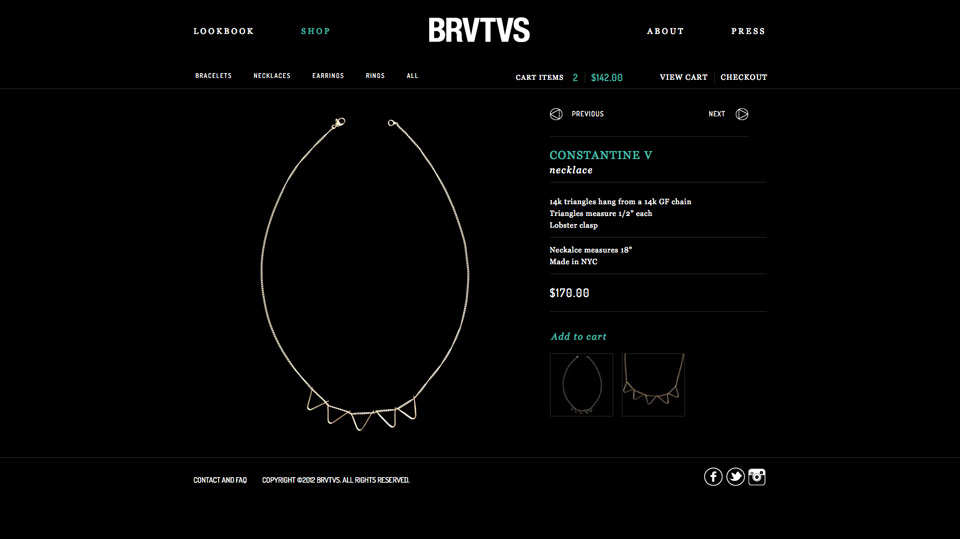 LOOKBOOK
SHOP
BRVTVS
ABOUT
PRESS
BRACELETS
NECKLACES
EARRINGS
RINGS
ALL
CART ITEMS 2 $142.00
VIEW CART
CHECKOUT
PREVIOUS
NEXT
CONSTANTINE V
necklace
14k triangles hang from a 14k GF chain
Triangles measure 1/2" each
Lobster clasp
Neckalce measures 18"
Made in NYC
$170.00
Add to cart
CONTACT AND FAQ
COPYRIGHT ©2012 BRVTVS. ALL RIGHTS RESERVED.